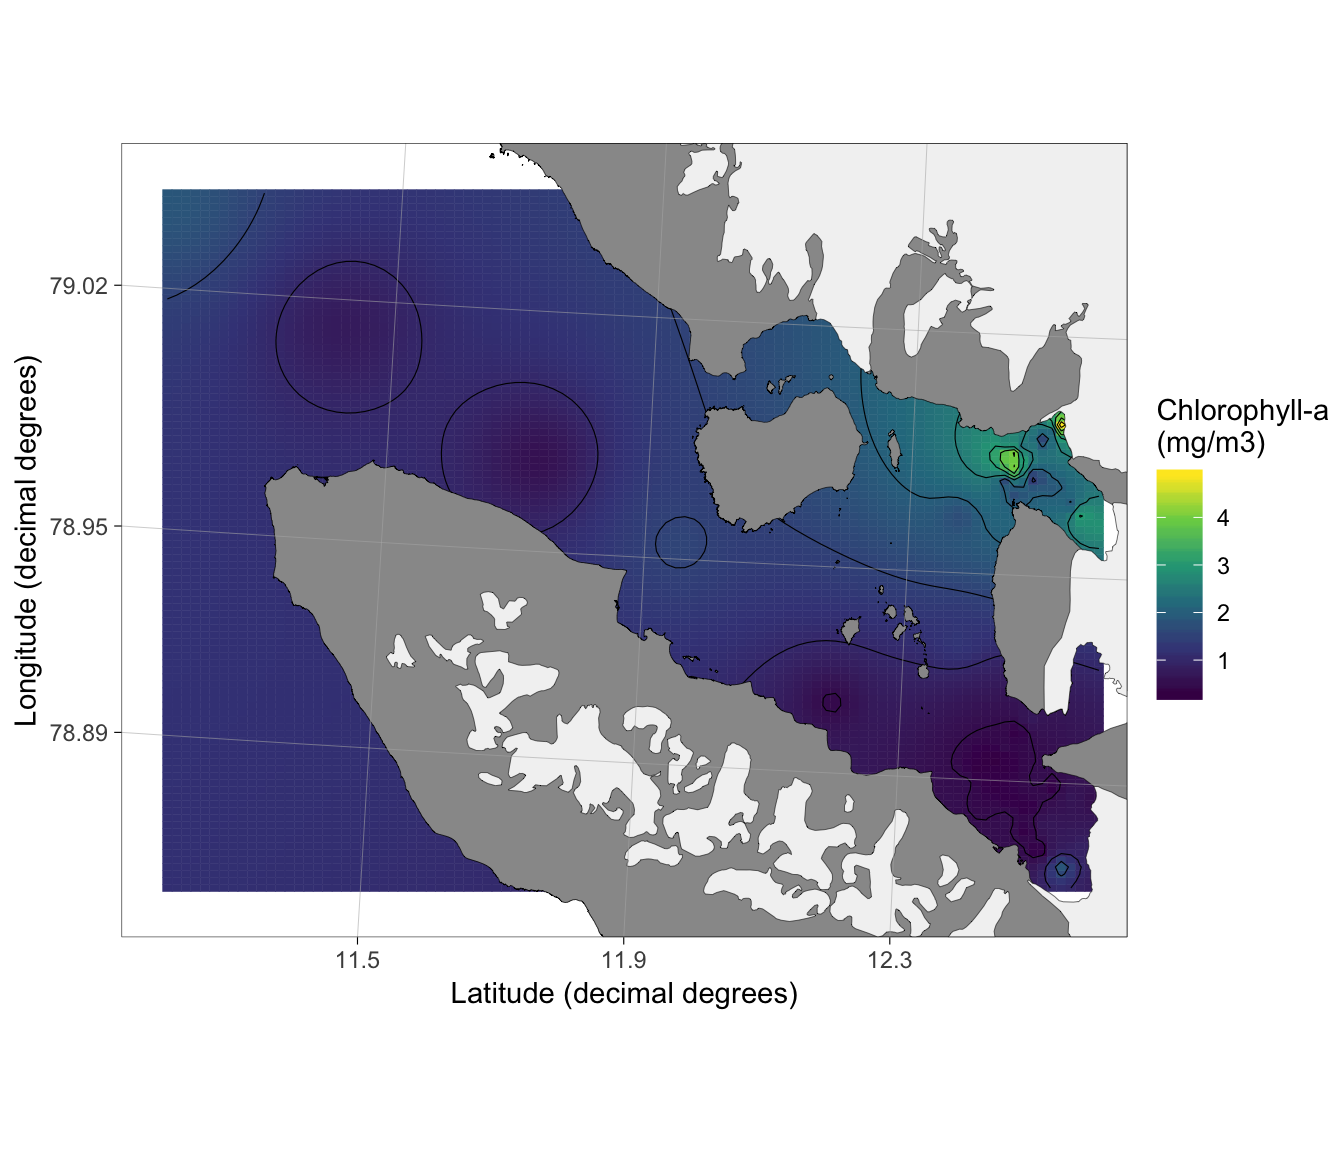 79.02
78.95
78.89
Longitude (decimal degrees)
11.5
11.9
12.3
Latitude (decimal degrees)
Chlorophyll-a
(mg/m3)
4
3
2
1